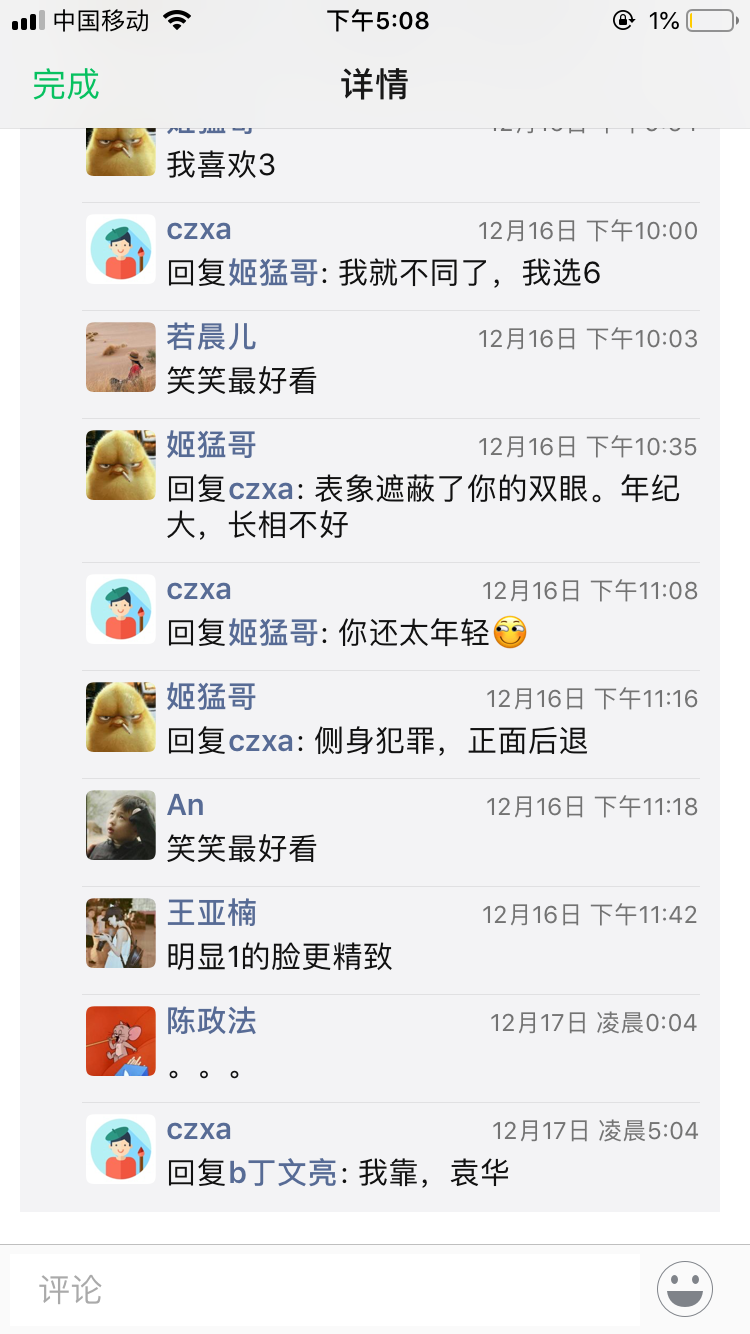 中国移动 下午5:08 1%
完成 详情
姬猛哥
我喜欢3
czxa 12月16日 下午10:00
回复姬猛哥: 我就不同了，我选6
若晨儿 12月16日 下午10:03
笑笑最好看
姬猛哥 12月16日 下午10:35
回复czxa: 表象遮蔽了你的双眼。年纪
大，长相不好
czxa 12月16日 下午11:08
回复姬猛哥: 你还太年轻
姬猛哥 12月16日 下午11:16
回复czxa: 侧身犯罪，正面后退
An 12月16日 下午11:18
笑笑最好看
王亚楠 12月16日 下午11:42
明显1的脸更精致
陈政法 12月17日 凌晨0:04
。。。
czxa 12月17日 凌晨5:04
回复b丁文亮: 我靠，袁华
评论